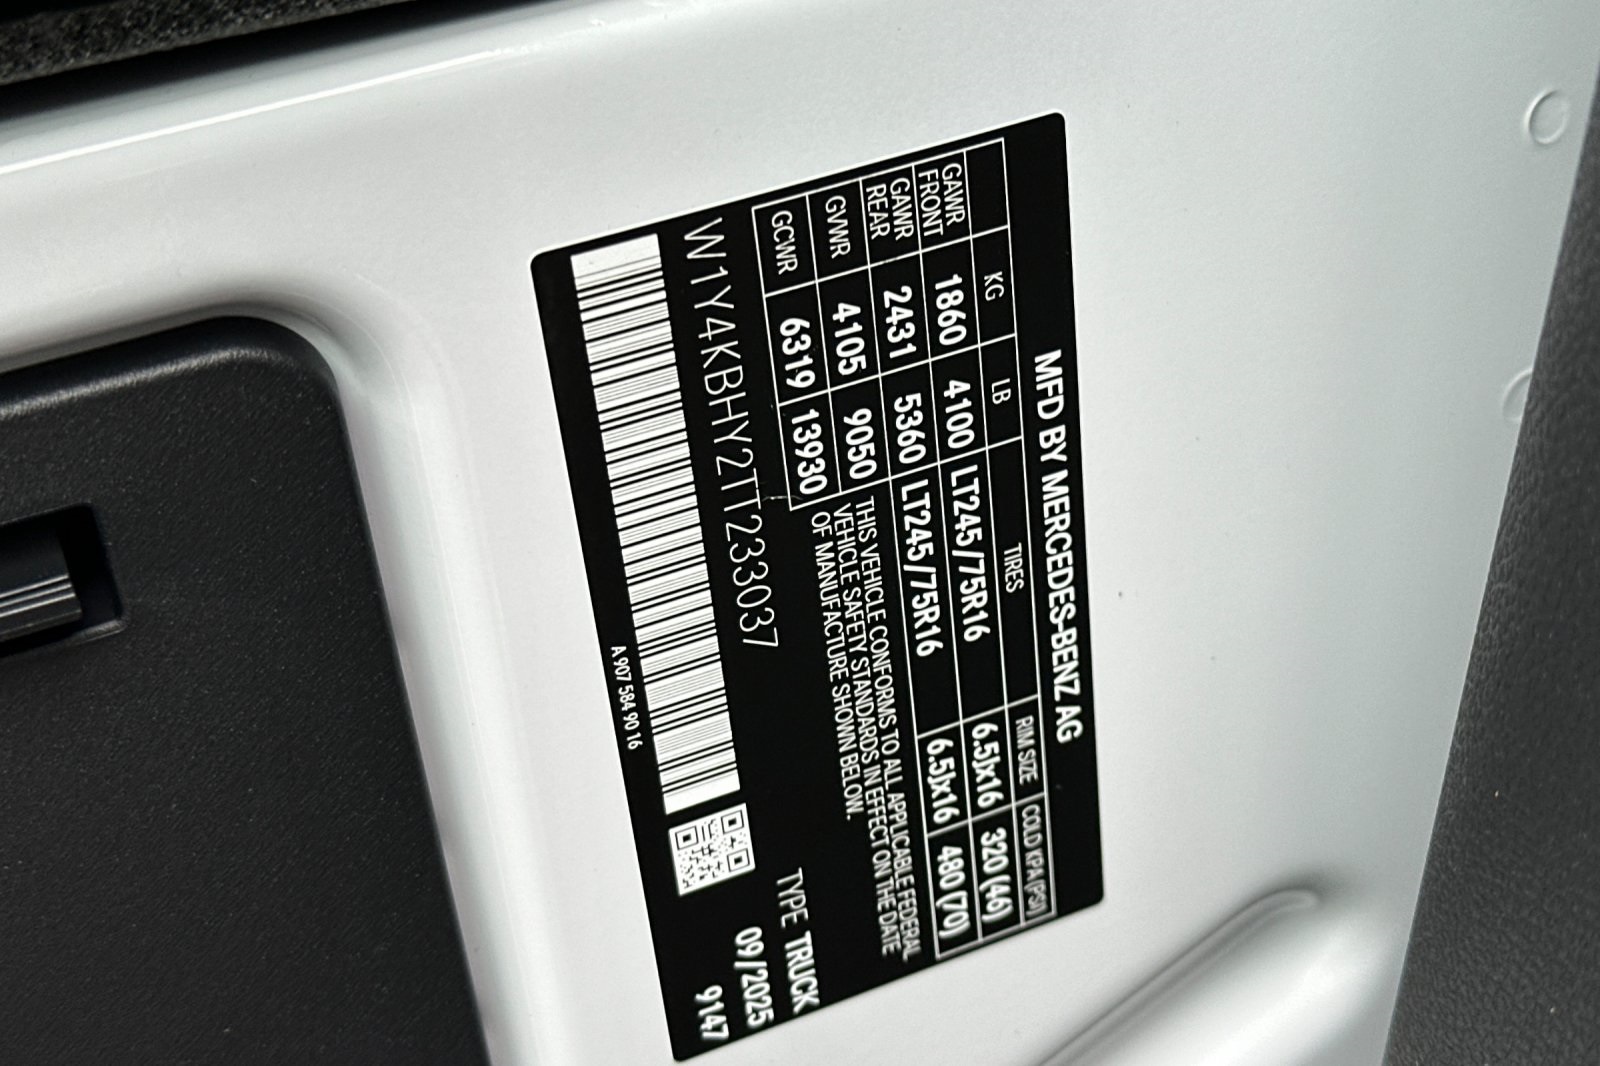 MFD BY MERCEDES-BENZ AG
KG LB TIRES RIM SIZE COLD KPA(PSI)
GAWR FRONT 1860 4100 LT245/75R16 6.5Jx16 320 (46)
GAWR REAR 2431 5360 LT245/75R16 6.5Jx16 480 (70)
GVWR 4105 9050
GCWR 6319 13930
THIS VEHICLE CONFORMS TO ALL APPLICABLE FEDERAL
VEHICLE SAFETY STANDARDS IN EFFECT ON THE DATE
OF MANUFACTURE SHOWN BELOW.
W1Y4KBHY2TT233037
TYPE TRUCK
09/2025
9147
A 907 584 90 16